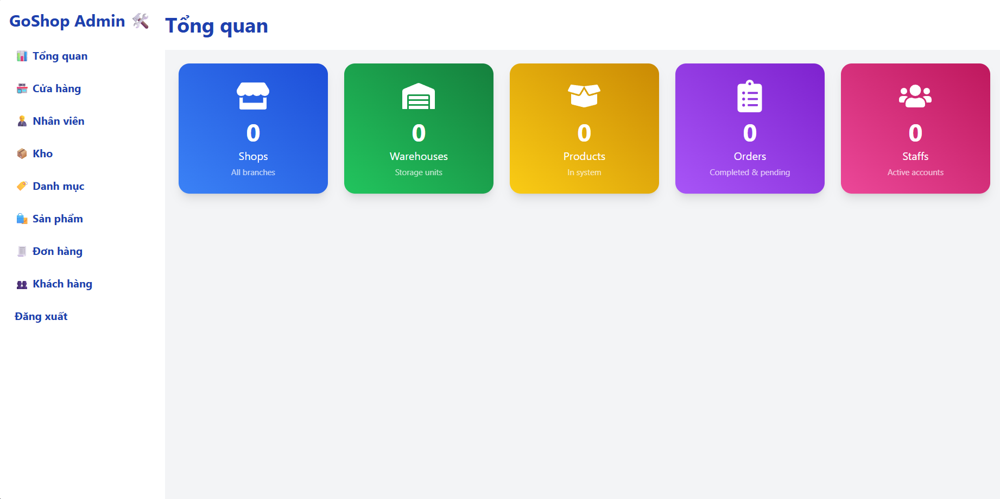 GoShop Admin 🛠️
📊 Tổng quan
🏪 Cửa hàng
🧑‍💼 Nhân viên
📦 Kho
🏷️ Danh mục
🛍️ Sản phẩm
🧾 Đơn hàng
👥 Khách hàng
Đăng xuất
Tổng quan
0
Shops
All branches
0
Warehouses
Storage units
0
Products
In system
0
Orders
Completed & pending
0
Staffs
Active accounts